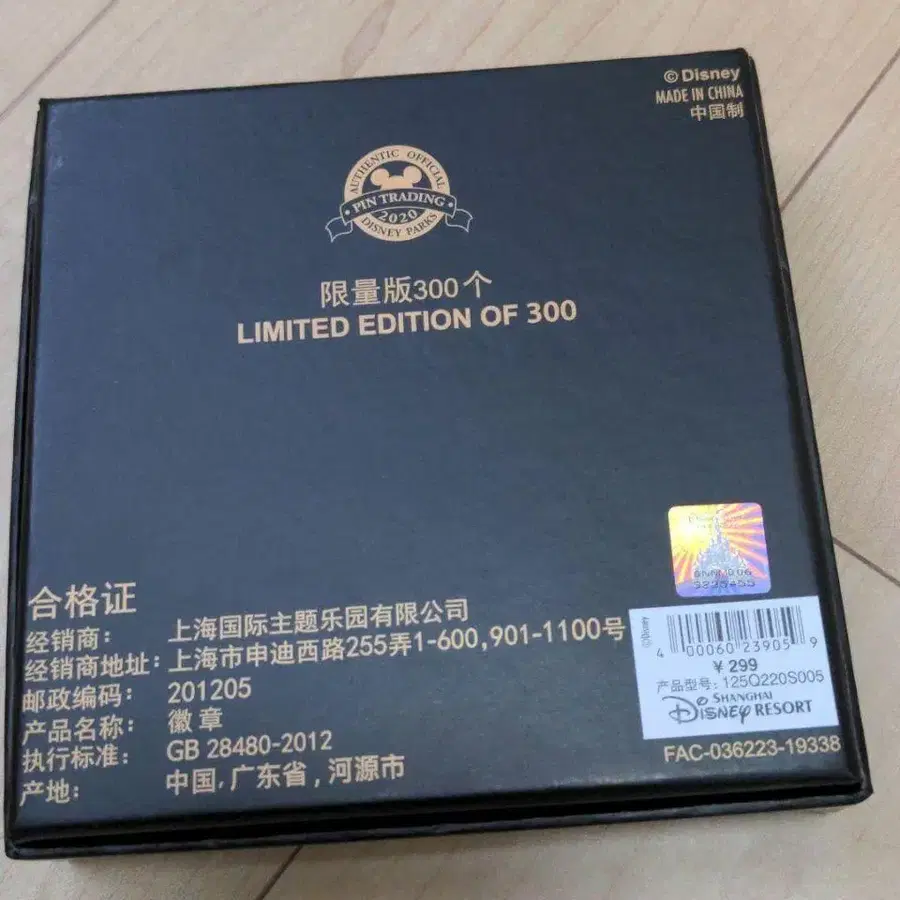 ©Disney
MADE IN CHINA
中国制
AUTHENTIC OFFICIAL
PIN TRADING
2020
DISNEY PARKS
限量版300个
LIMITED EDITION OF 300
合格证
经销商: 上海国际主题乐园有限公司
经销商地址: 上海市申迪西路255弄1-600,901-1100号
邮政编码: 201205
产品名称: 徽章
执行标准: GB 28480-2012
产地: 中国,广东省,河源市
©Disney
4 00060 23905 9
¥ 299
产品型号: 125Q220S005
SHANGHAI
DISNEY RESORT
FAC-036223-19338